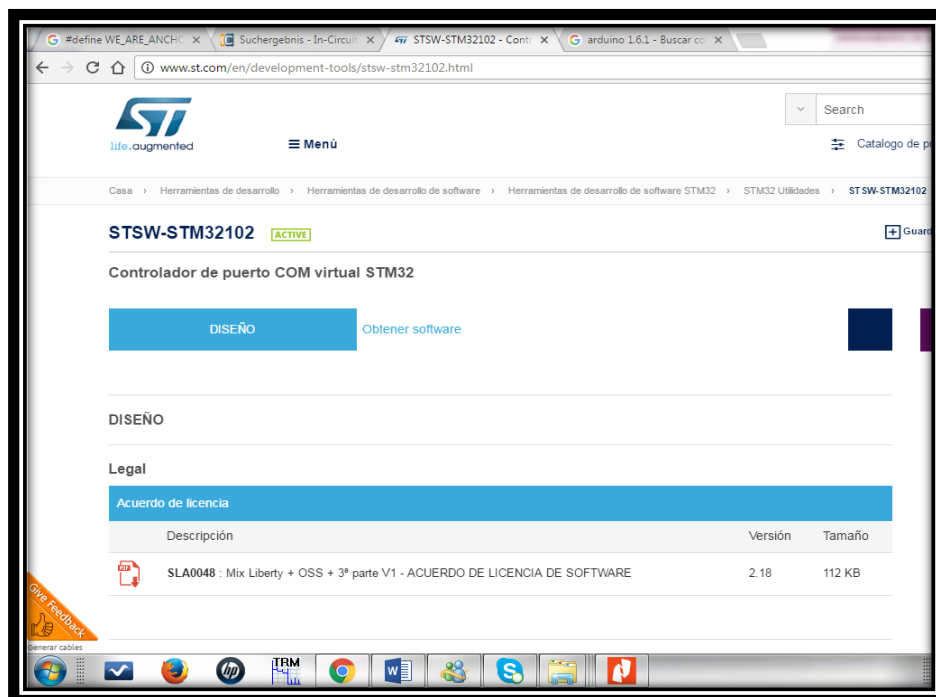 #define WE_ARE_ANCHO
Suchergebnis - In-Circuit
STSW-STM32102 - Contr
arduino 1.6.1 - Buscar co
www.st.com/en/development-tools/stsw-stm32102.html
life.augmented
Menú
Search
Catalogo de pr
Casa › Herramientas de desarrollo › Herramientas de desarrollo de software › Herramientas de desarrollo de software STM32 › STM32 Utilidades › STSW-STM32102
STSW-STM32102 ACTIVE
Guard
Controlador de puerto COM virtual STM32
DISEÑO
Obtener software
DISEÑO
Legal
Acuerdo de licencia
Descripción Versión Tamaño
SLA0048 : Mix Liberty + OSS + 3ª parte V1 - ACUERDO DE LICENCIA DE SOFTWARE 2.18 112 KB
Give Feedback
Generar cables
hp
TRM